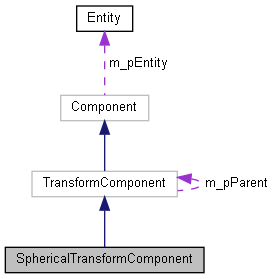 Entity
m_pEntity
Component
TransformComponent
m_pParent
SphericalTransformComponent